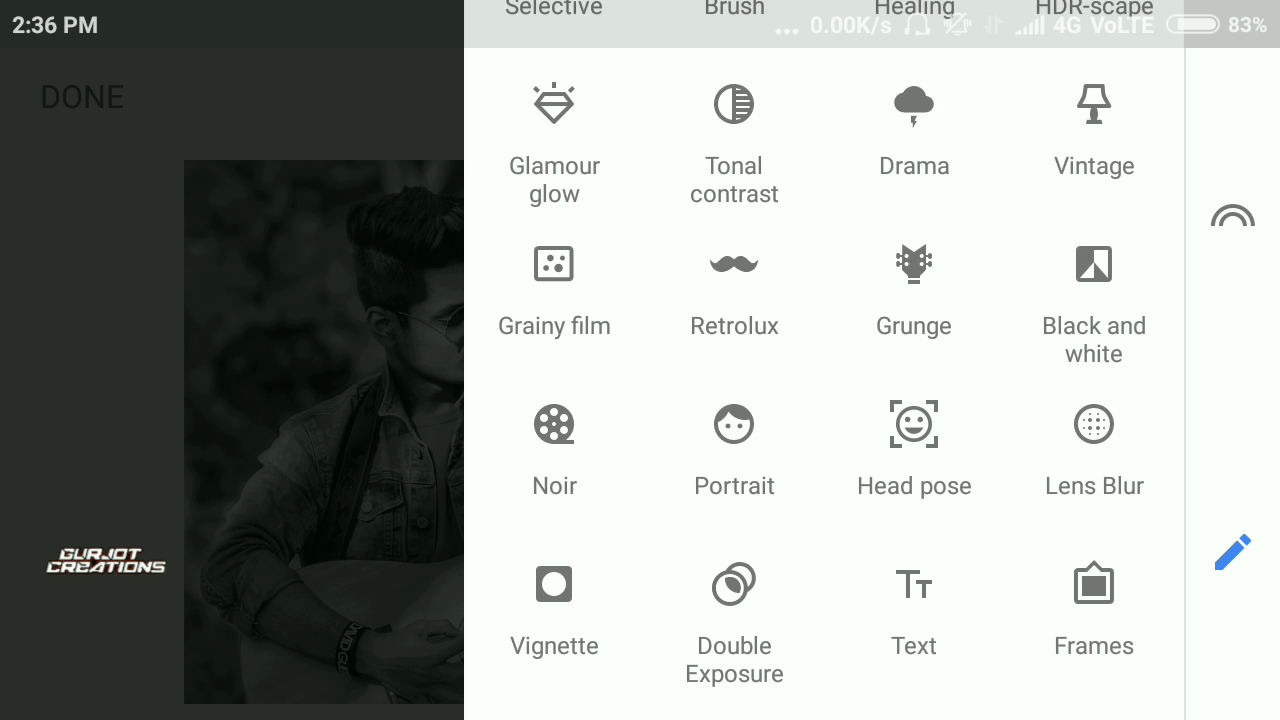 2:36 PM
... 0.00K/s 4G VoLTE 83%
DONE
Selective Brush Healing HDR-scape
Glamour glow
Tonal contrast
Drama
Vintage
Grainy film
Retrolux
Grunge
Black and white
Noir
Portrait
Head pose
Lens Blur
Vignette
Double Exposure
Text
Frames
GURJOT
CREATIONS